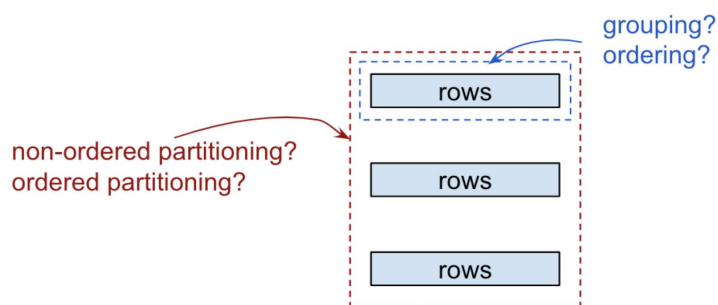 grouping?
ordering?
rows
non-ordered partitioning?
ordered partitioning?
rows
rows